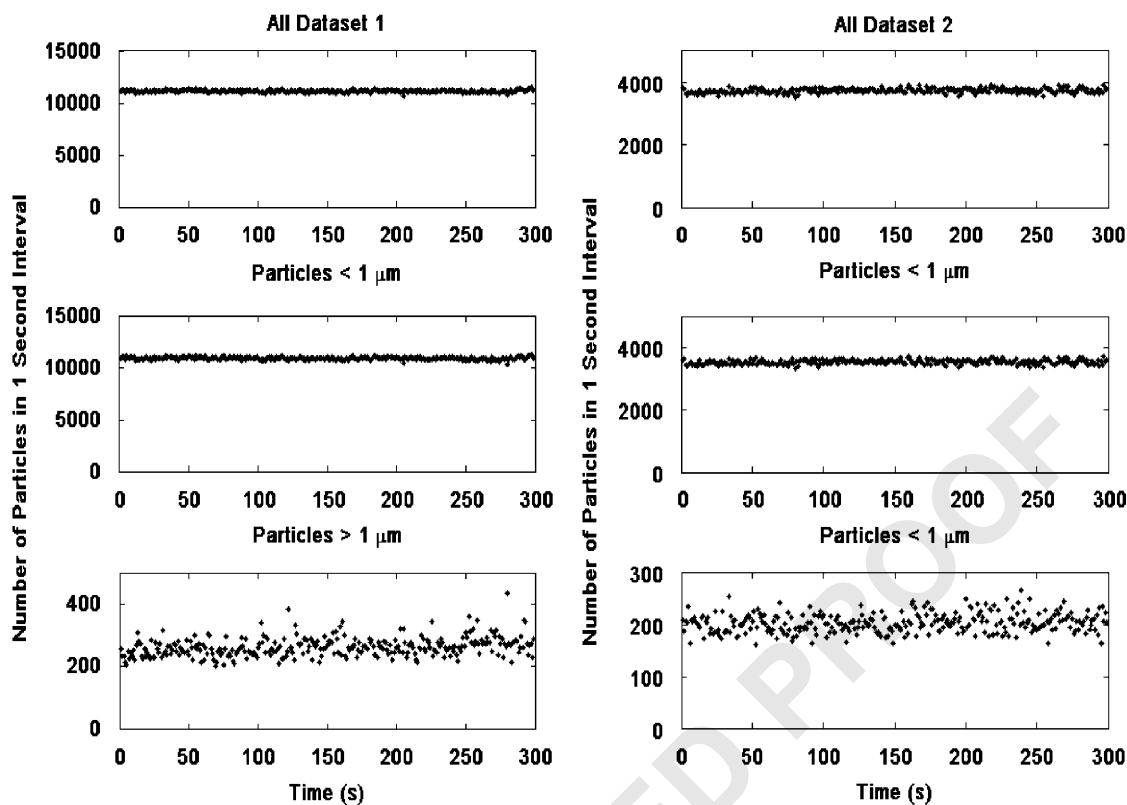 All Dataset 1
15000
10000
5000
0
0 50 100 150 200 250 300
Particles < 1 μm
15000
10000
5000
0
0 50 100 150 200 250 300
Particles > 1 μm
400
200
0
0 50 100 150 200 250 300
Time (s)
Number of Particles in 1 Second Interval
All Dataset 2
4000
2000
0
0 50 100 150 200 250 300
Particles < 1 μm
4000
2000
0
0 50 100 150 200 250 300
Particles < 1 μm
300
200
100
0
0 50 100 150 200 250 300
Time (s)
Number of Particles in 1 Second Interval
ED PROOF